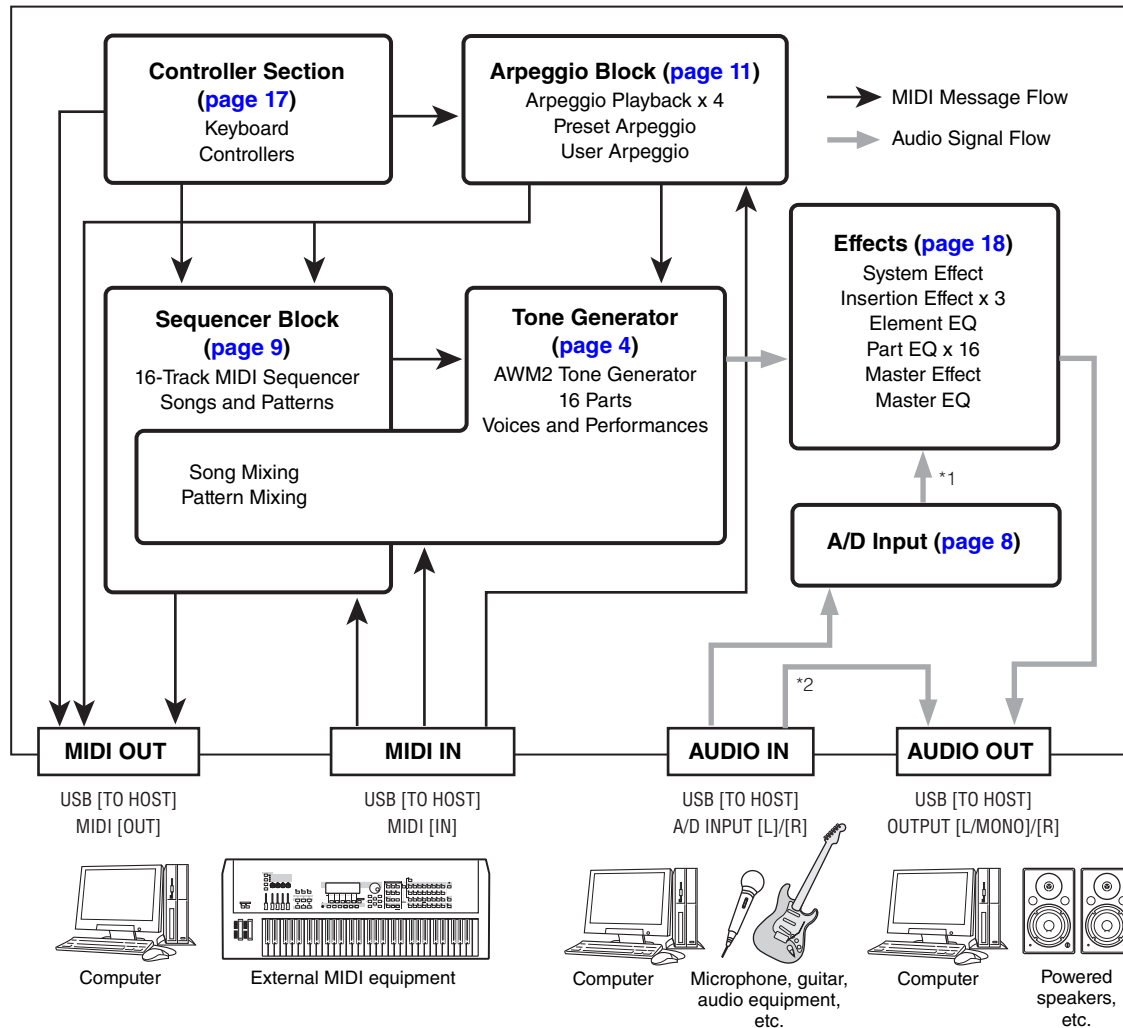 Controller Section
(page 17)
Keyboard
Controllers
Arpeggio Block (page 11)
Arpeggio Playback x 4
Preset Arpeggio
User Arpeggio
MIDI Message Flow
Audio Signal Flow
Sequencer Block
(page 9)
16-Track MIDI Sequencer
Songs and Patterns
Song Mixing
Pattern Mixing
Tone Generator
(page 4)
AWM2 Tone Generator
16 Parts
Voices and Performances
Effects (page 18)
System Effect
Insertion Effect x 3
Element EQ
Part EQ x 16
Master Effect
Master EQ
*1
A/D Input (page 8)
*2
MIDI OUT
USB [TO HOST]
MIDI [OUT]
MIDI IN
USB [TO HOST]
MIDI [IN]
AUDIO IN
USB [TO HOST]
A/D INPUT [L]/[R]
AUDIO OUT
USB [TO HOST]
OUTPUT [L/MONO]/[R]
Computer
External MIDI equipment
Computer
Microphone, guitar,
audio equipment,
etc.
Computer
Powered
speakers,
etc.